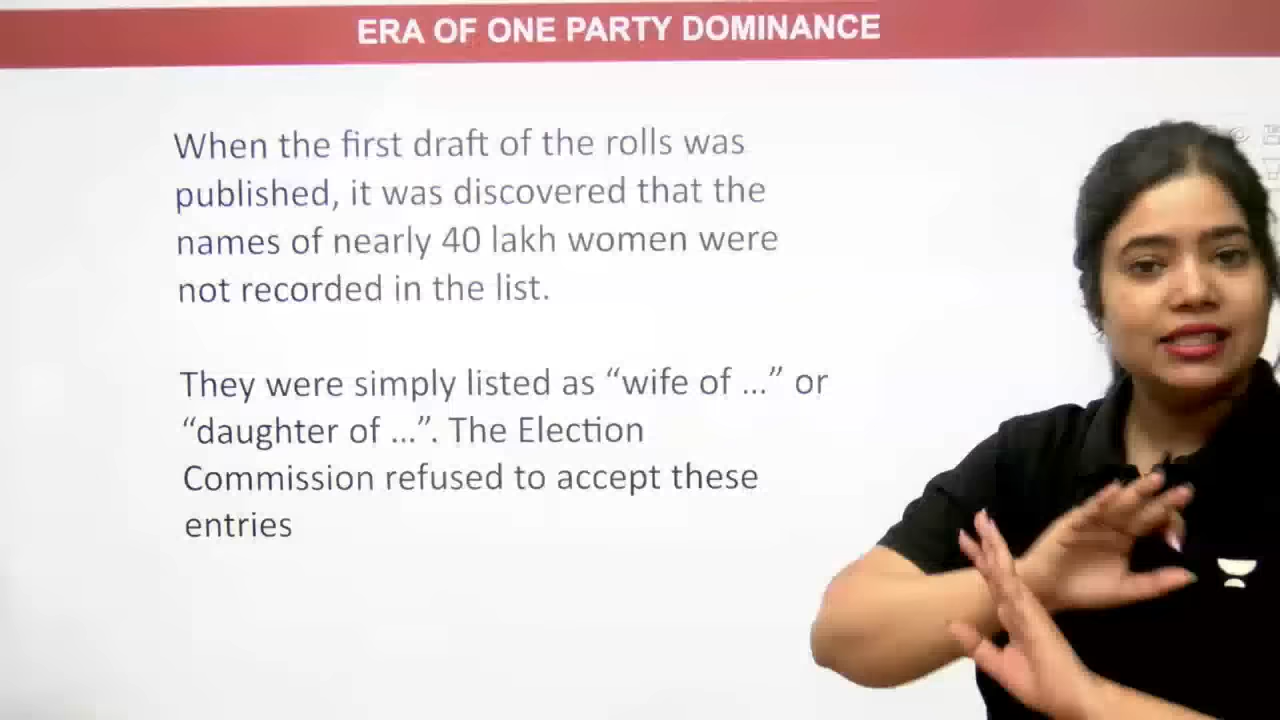 ERA OF ONE PARTY DOMINANCE
When the first draft of the rolls was
published, it was discovered that the
names of nearly 40 lakh women were
not recorded in the list.
They were simply listed as “wife of ...” or
“daughter of ...”. The Election
Commission refused to accept these
entries